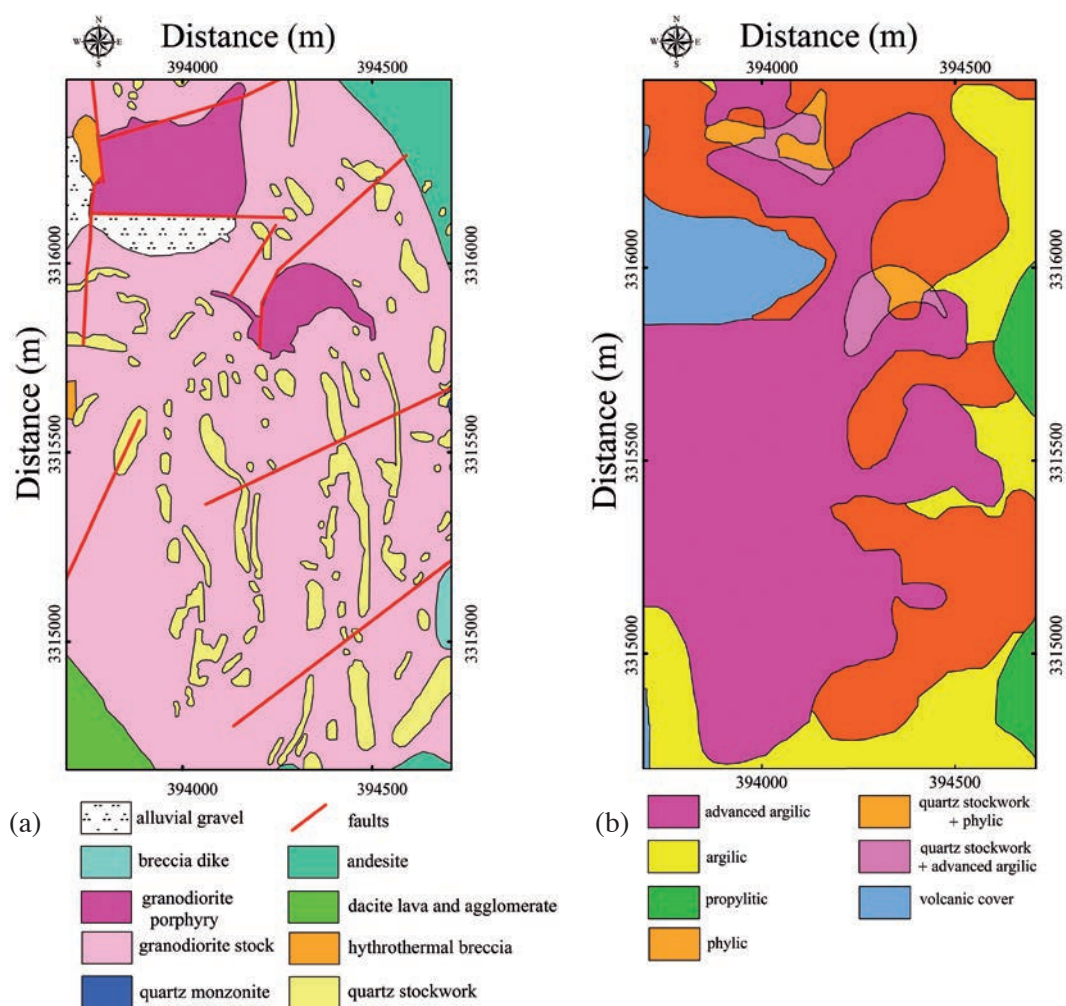 N
W E
S
Distance (m)
394000 394500
Distance (m)
3316000
3315500
3315000
3316000
3315500
3315000
394000 394500
(a)
alluvial gravel
breccia dike
granodiorite
porphyry
granodiorite stock
quartz monzonite
faults
andesite
dacite lava and agglomerate
hythrothermal breccia
quartz stockwork
N
W E
S
Distance (m)
394000 394500
Distance (m)
3316000
3315500
3315000
3316000
3315500
3315000
394000 394500
(b)
advanced argilic
argilic
propylitic
phylic
quartz stockwork
+ phylic
quartz stockwork
+ advanced argilic
volcanic cover